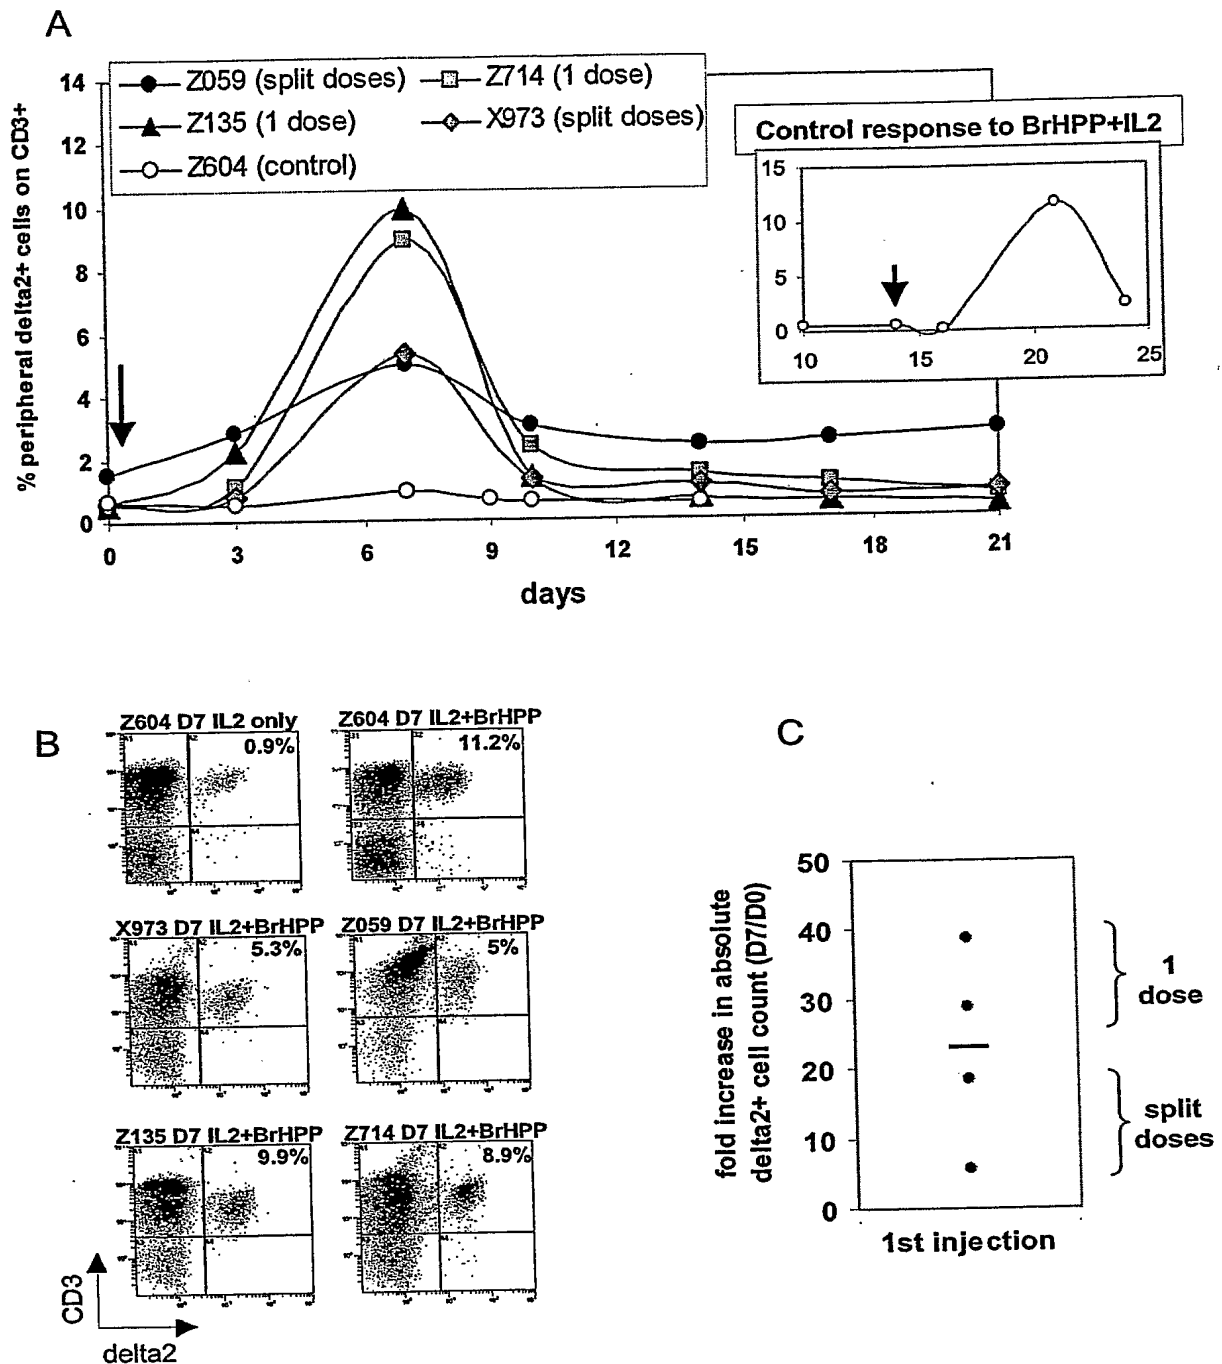 A
14
12
10
8
6
4
2
0
% peripheral delta2+ cells on CD3+
Z059 (split doses)
Z714 (1 dose)
Z135 (1 dose)
X973 (split doses)
Z604 (control)
Control response to BrHPP+IL2
15
10
5
0
10
15
20
25
0
3
6
9
12
15
18
21
days
B
Z604 D7 IL2 only
0.9%
Z604 D7 IL2+BrHPP
11.2%
X973 D7 IL2+BrHPP
5.3%
Z059 D7 IL2+BrHPP
5%
Z135 D7 IL2+BrHPP
9.9%
Z714 D7 IL2+BrHPP
8.9%
CD3
delta2
C
fold increase in absolute
delta2+ cell count (D7/D0)
50
40
30
20
10
0
1
dose
split
doses
1st injection